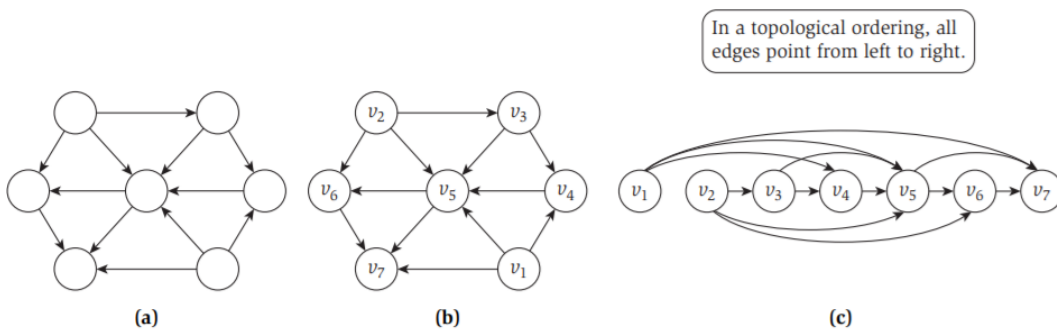 In a topological ordering, all
edges point from left to right.
v2 v3
v6 v5 v4
v7 v1
v1 v2 v3 v4 v5 v6 v7
(a) (b) (c)